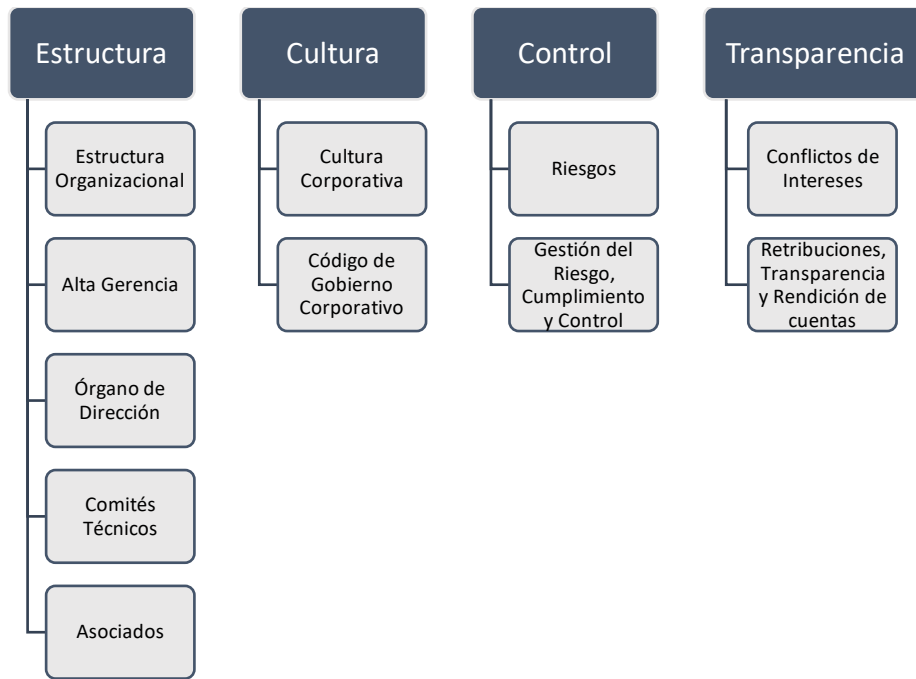 Estructura
Estructura
Organizacional
Alta Gerencia
Órgano de
Dirección
Comités
Técnicos
Asociados
Cultura
Cultura
Corporativa
Código de
Gobierno
Corporativo
Control
Riesgos
Gestión del
Riesgo,
Cumplimiento
y Control
Transparencia
Conflictos de
Intereses
Retribuciones,
Transparencia
y Rendición de
cuentas